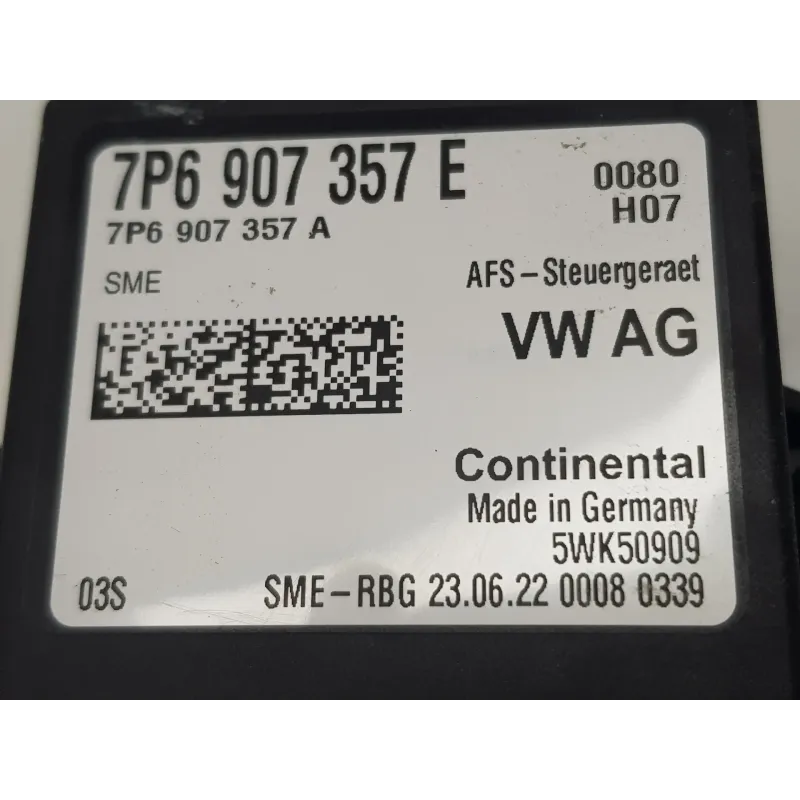 7P6 907 357 E
0080
7P6 907 357 A
H07
SME
AFS-Steuergeraet
VW AG
Continental
Made in Germany
5WK50909
03S
SME-RBG 23.06.22 0008 0339